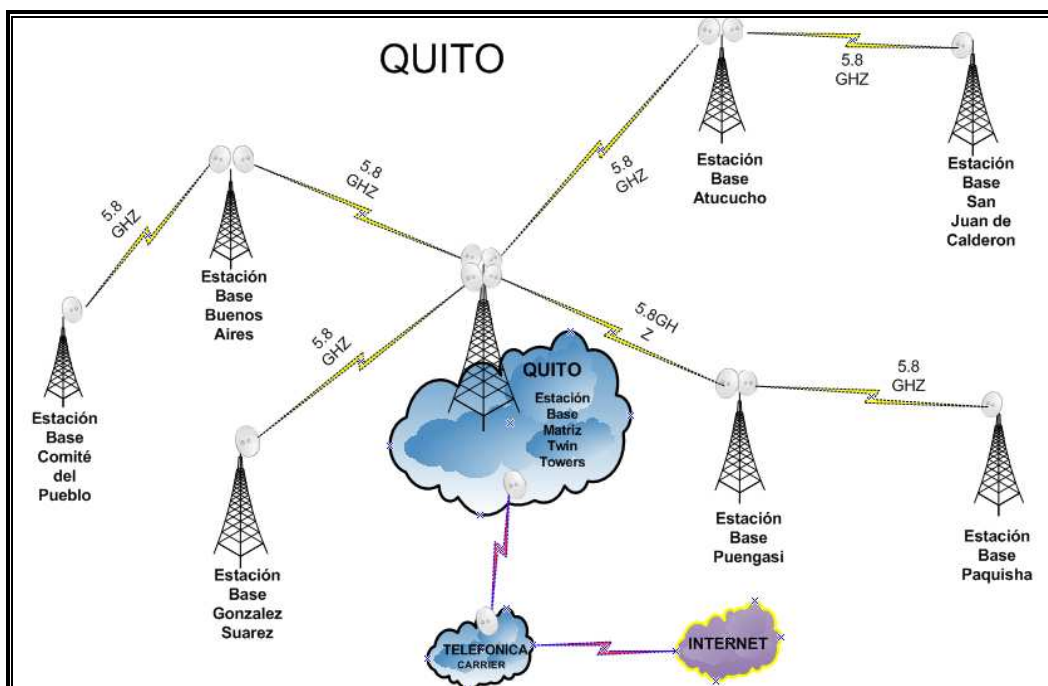 QUITO
5.8
GHZ
Estación
Base
Atucucho
5.8
GHZ
Estación
Base
San
Juan de
Calderon
5.8
GHZ
Estación
Base
Buenos
Aires
5.8
GHZ
Estación
Base
Comité
del
Pueblo
5.8
GHZ
Estación
Base
Gonzalez
Suarez
QUITO
Estación
Base
Matriz
Twin
Towers
5.8GH
Z
Estación
Base
Puengasi
5.8
GHZ
Estación
Base
Paquisha
TELEFONICA
CARRIER
INTERNET